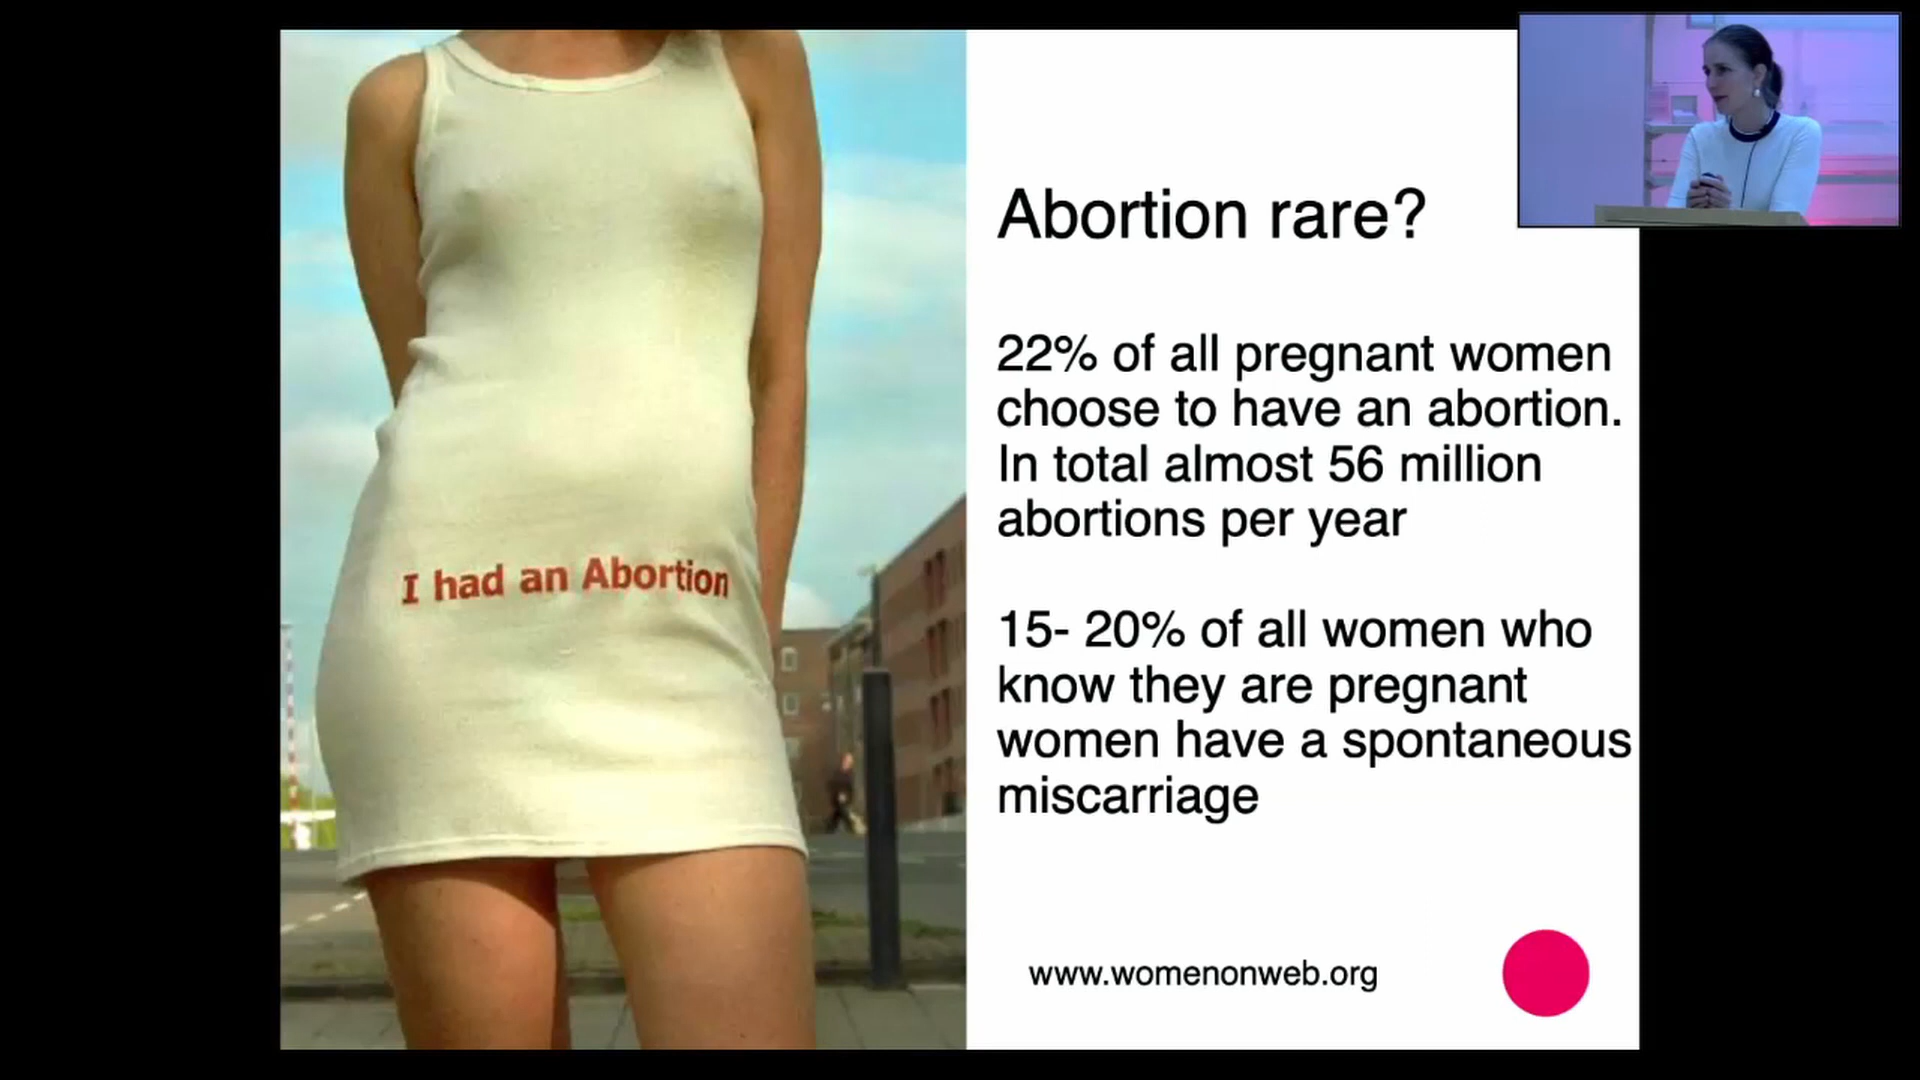 I had an Abortion
Abortion rare?
22% of all pregnant women
choose to have an abortion.
In total almost 56 million
abortions per year
15- 20% of all women who
know they are pregnant
women have a spontaneous
miscarriage
www.womenonweb.org